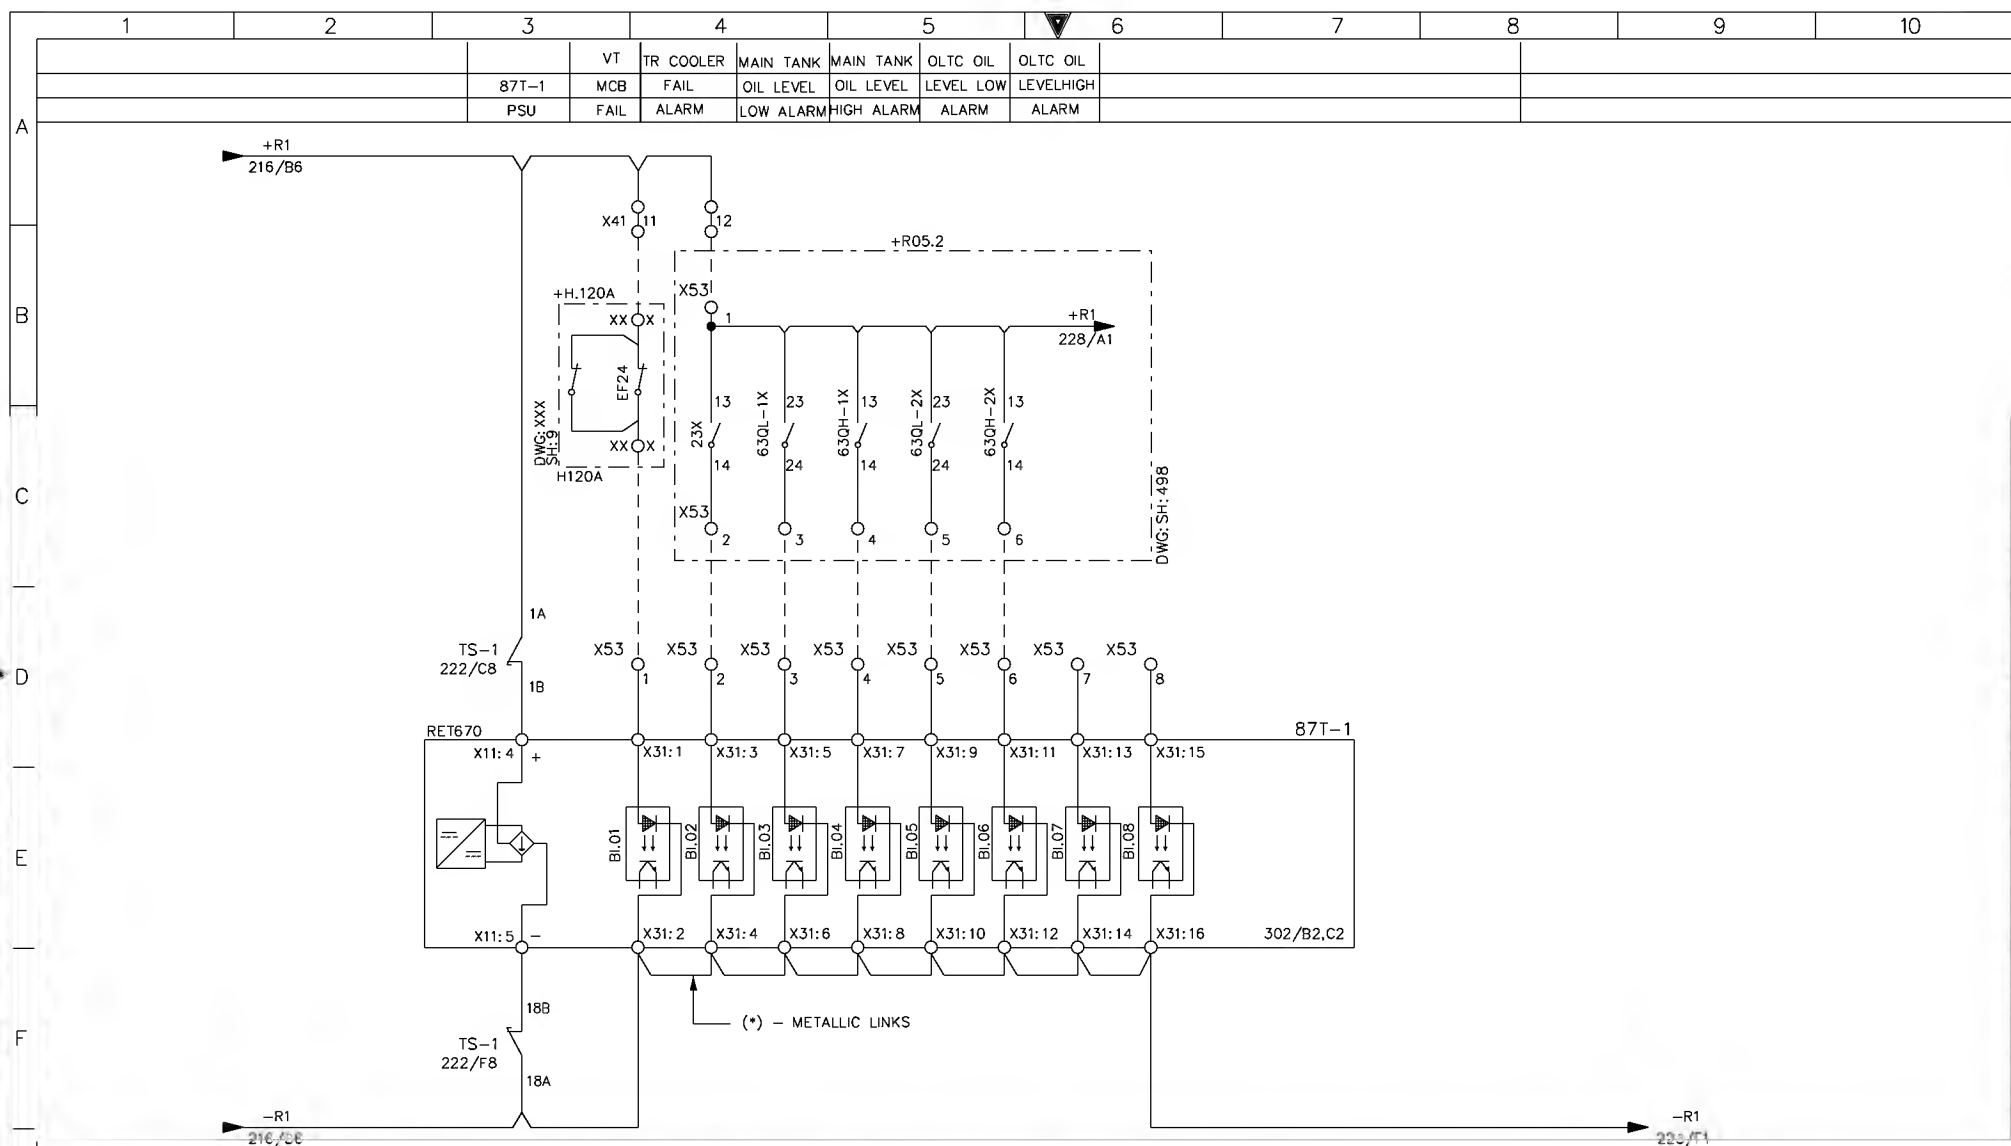 1 2 3 4 5 6 7 8 9 10
VT TR COOLER MAIN TANK MAIN TANK OLTC OIL OLTC OIL
87T-1 MCB FAIL OIL LEVEL OIL LEVEL LEVEL LOW LEVELHIGH
PSU FAIL ALARM LOW ALARM HIGH ALARM ALARM ALARM
A
+R1
216/B6
X41 11 12
+R05.2
B
+H.120A
X53
XX X
1
+R1
228/A1
EF24
DWG:XXX
SH:9
XX X
H120A
13 23 13 23 13
23X 63QL-1X 63QH-1X 63QL-2X 63QH-2X
14 24 14 24 14
C
X53
2 3 4 5 6
DWG:SH:498
1A
TS-1
222/C8
1B
D
X53 X53 X53 X53 X53 X53 X53 X53
1 2 3 4 5 6 7 8
RET670
87T-1
X11:4 + X31:1 X31:3 X31:5 X31:7 X31:9 X31:11 X31:13 X31:15
E
BI.01 BI.02 BI.03 BI.04 BI.05 BI.06 BI.07 BI.08
X11:5 - X31:2 X31:4 X31:6 X31:8 X31:10 X31:12 X31:14 X31:16
302/B2,C2
18B
(*) - METALLIC LINKS
F
TS-1
222/F8
18A
-R1
-R1